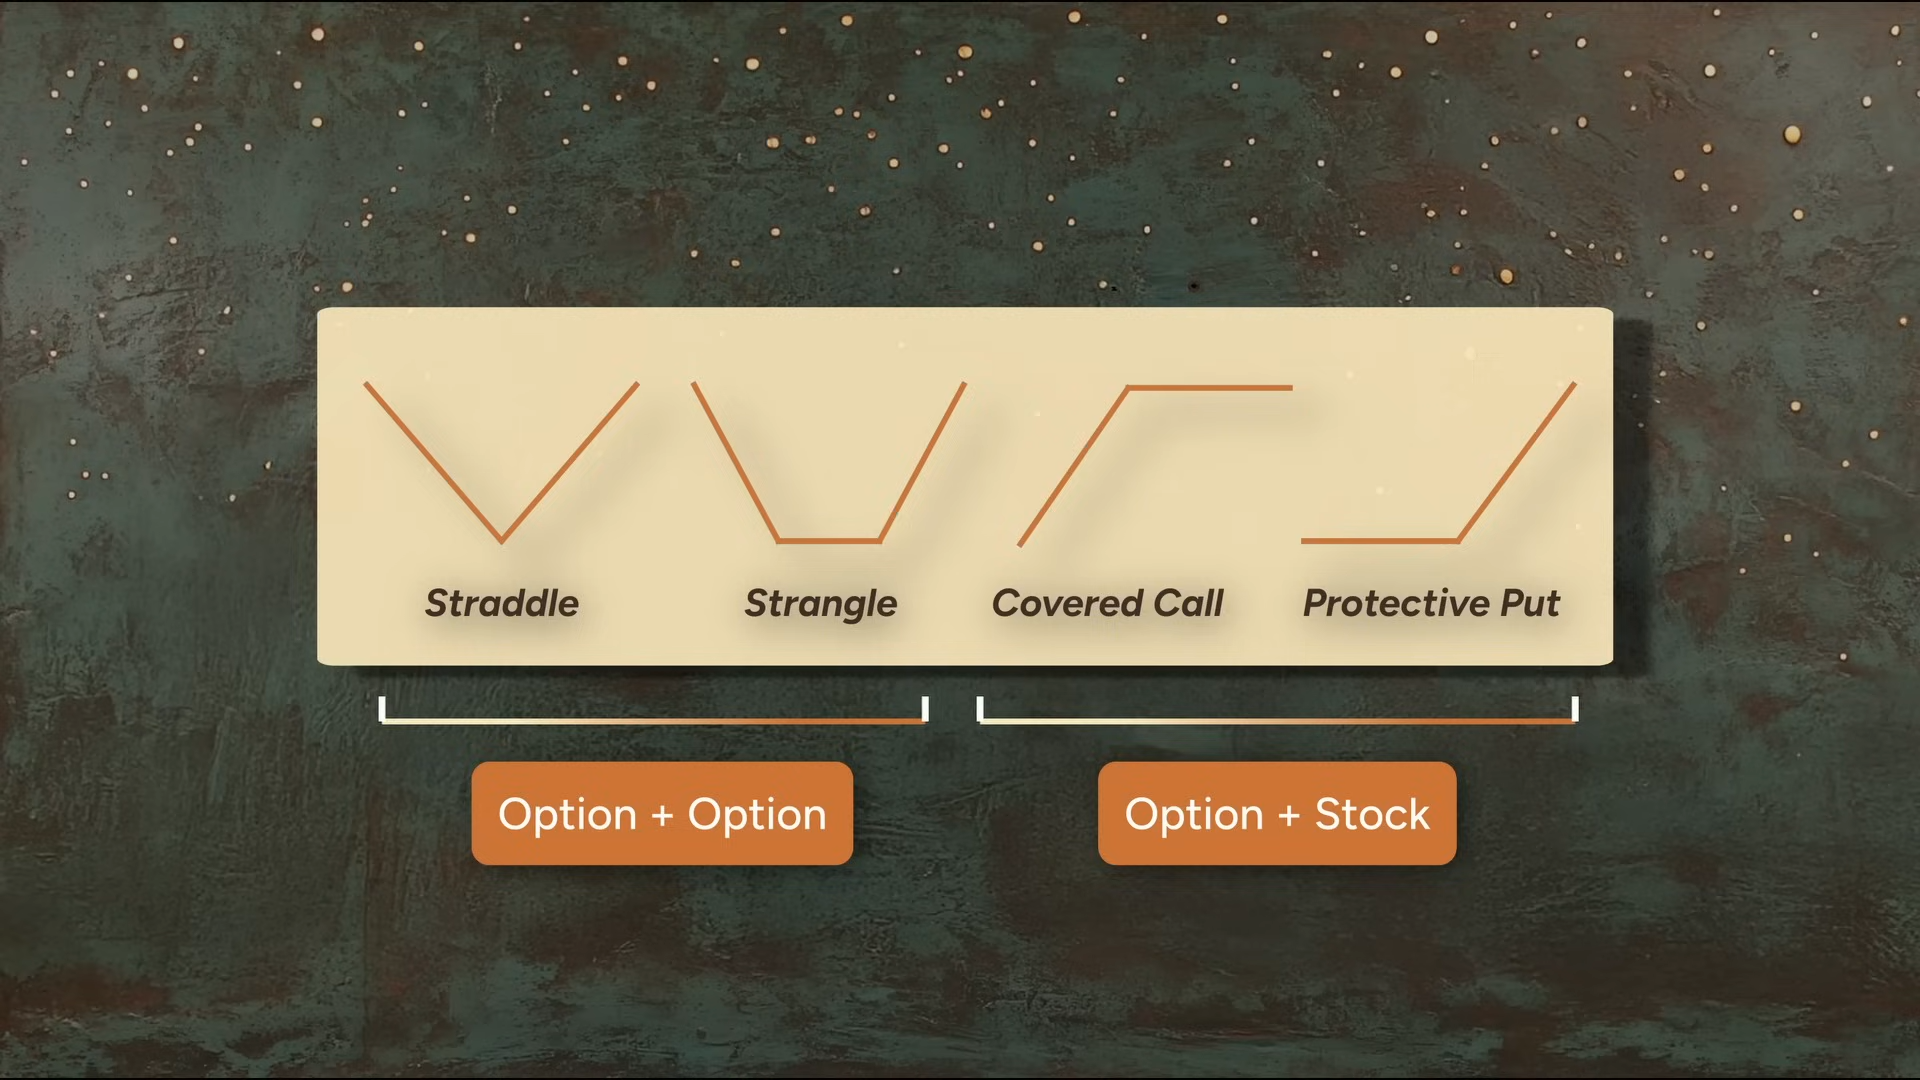 Straddle
Strangle
Covered Call
Protective Put
Option + Option
Option + Stock